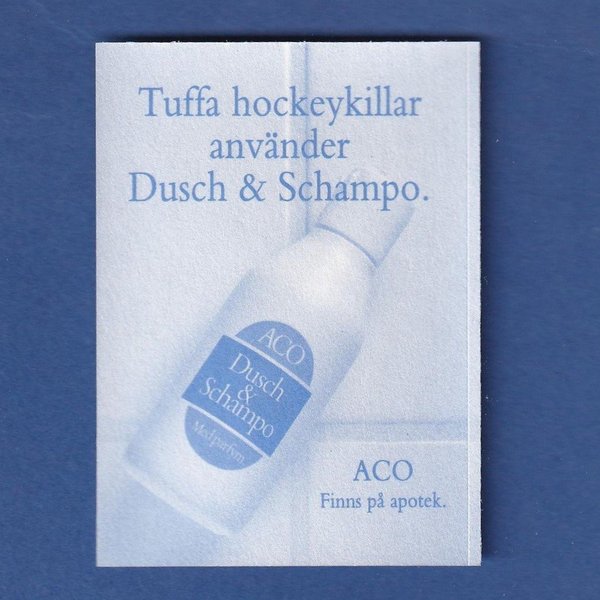 Tuffa hockeykillar
använder
Dusch & Schampo.
ACO
Dusch
&
Schampo
Med parfym
ACO
Finns på apotek.